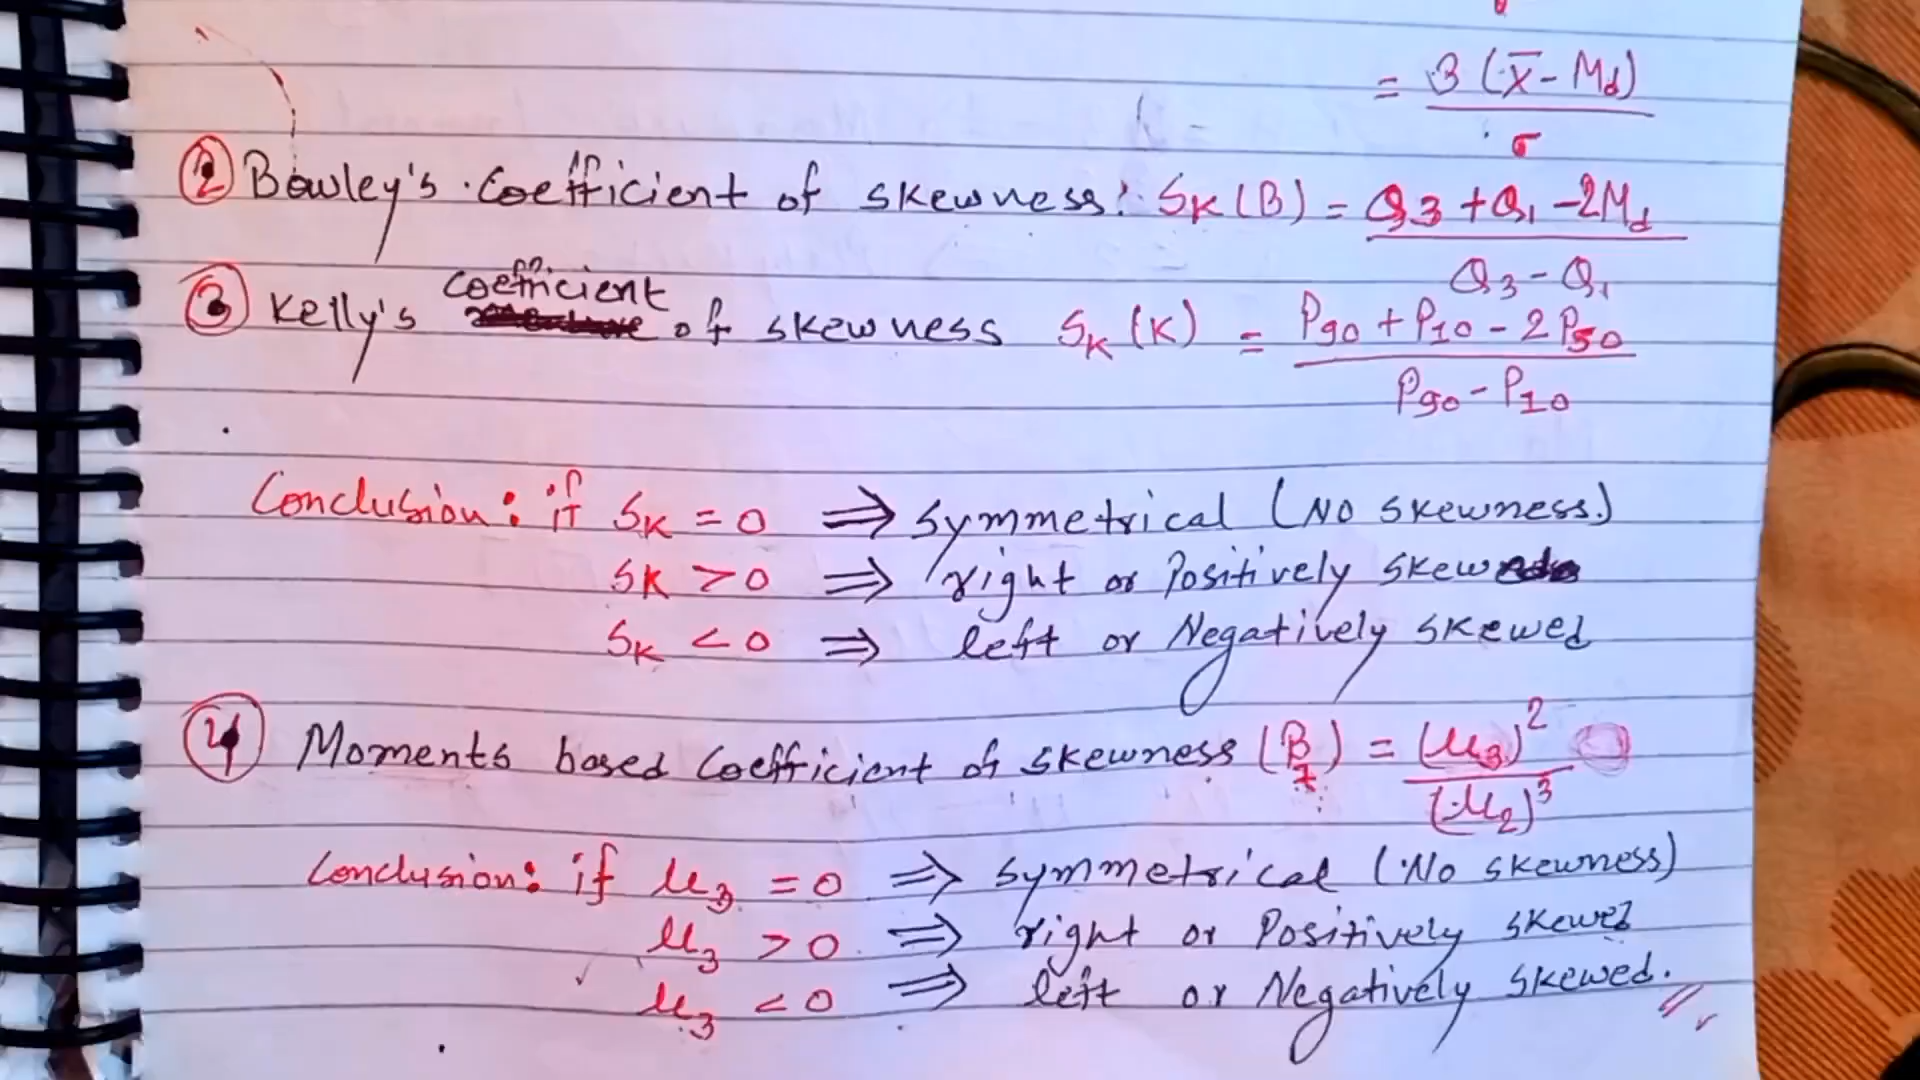 = 3 (x̄ - Md)
σ
② Bowley's Coefficient of skewness: SK (B) = Q3 + Q1 - 2Md
Q3 - Q1
③ Kelly's coefficient of skewness SK (K) = P90 + P10 - 2 P50
P90 - P10
Conclusion: if SK = 0 ⟹ Symmetrical (No skewness.)
SK > 0 ⟹ right or Positively skew
SK < 0 ⟹ left or Negatively skewed
④ Moments based Coefficient of skewness (β1) = (μ3)²
(μ2)³
Conclusion: if μ3 = 0 ⟹ symmetrical (No skewness)
μ3 > 0 ⟹ right or Positively skewed
μ3 < 0 ⟹ left or Negatively skewed.